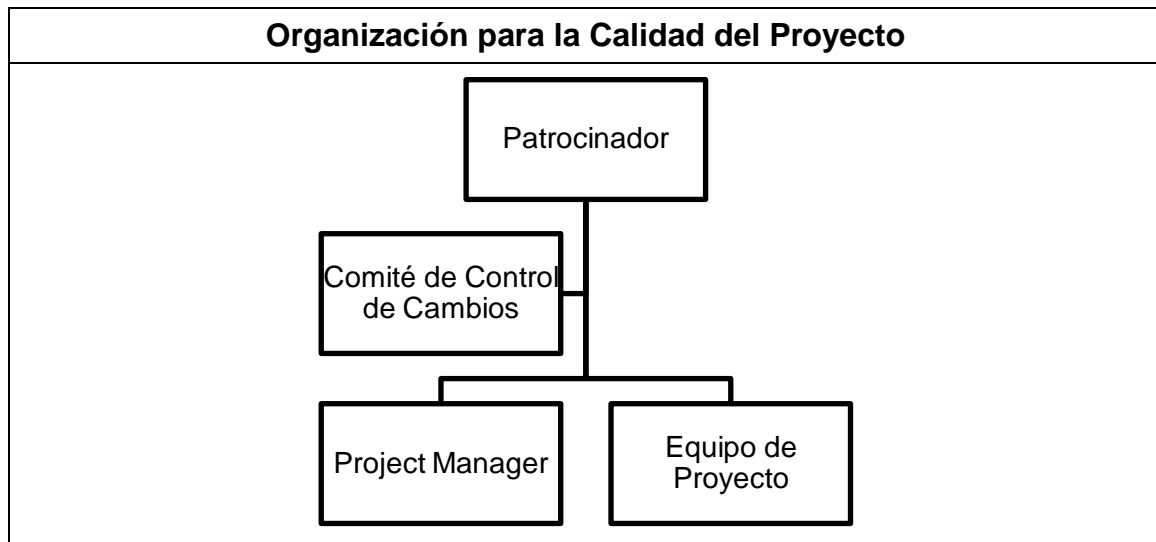 Organización para la Calidad del Proyecto
Patrocinador
Comité de Control
de Cambios
Project Manager
Equipo de
Proyecto